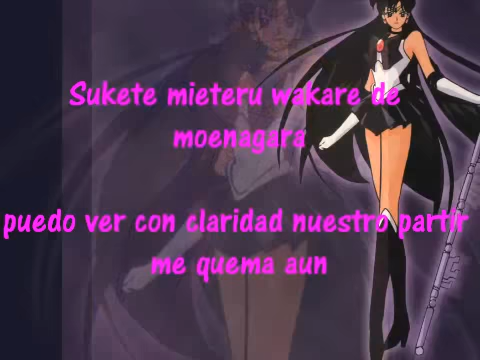 Sukete mieteru wakare de
moenagara
puedo ver con claridad nuestro partir
me quema aun